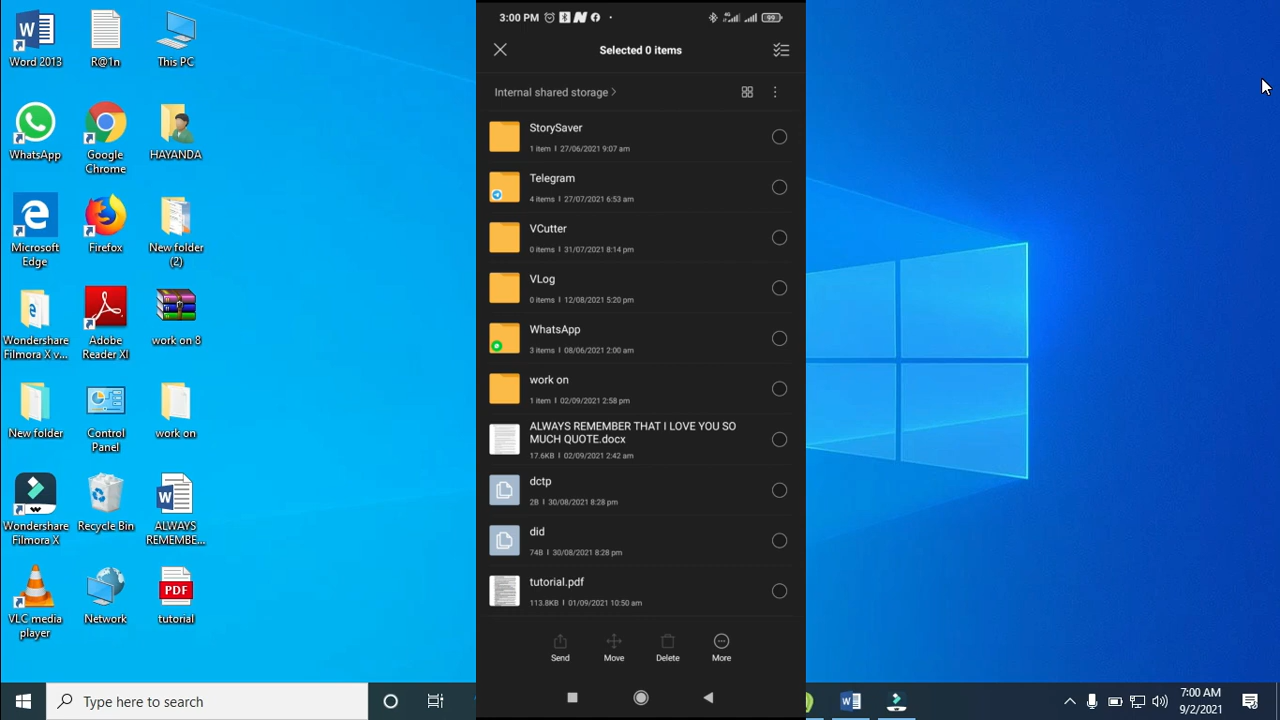 Word 2013
R@1n
This PC
WhatsApp
Google
Chrome
HAYANDA
Microsoft
Edge
Firefox
New folder
(2)
Wondershare
Filmora X v...
Adobe
Reader XI
work on 8
New folder
Control
Panel
work on
Wondershare
Filmora X
Recycle Bin
ALWAYS
REMEMBE...
VLC media
player
Network
PDF
tutorial
3:00 PM
4G
99
Selected 0 items
Internal shared storage
StorySaver
1 item | 27/06/2021 9:07 am
Telegram
4 items | 27/07/2021 6:53 am
VCutter
0 items | 31/07/2021 8:14 pm
VLog
0 items | 12/08/2021 5:20 pm
WhatsApp
3 items | 08/06/2021 2:00 am
work on
1 item | 02/09/2021 2:58 pm
ALWAYS REMEMBER THAT I LOVE YOU SO
MUCH QUOTE.docx
17.6KB | 02/09/2021 2:42 am
dctp
2B | 30/08/2021 8:28 pm
did
74B | 30/08/2021 8:28 pm
tutorial.pdf
113.8KB | 01/09/2021 10:50 am
Send
Move
Delete
More
Type here to search
7:00 AM
9/2/2021